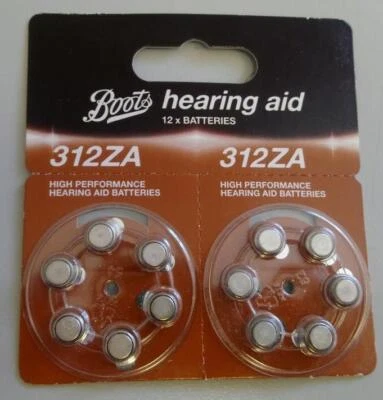 Boots hearing aid
12 x BATTERIES
312ZA
HIGH PERFORMANCE
HEARING AID BATTERIES
312ZA
HIGH PERFORMANCE
HEARING AID BATTERIES